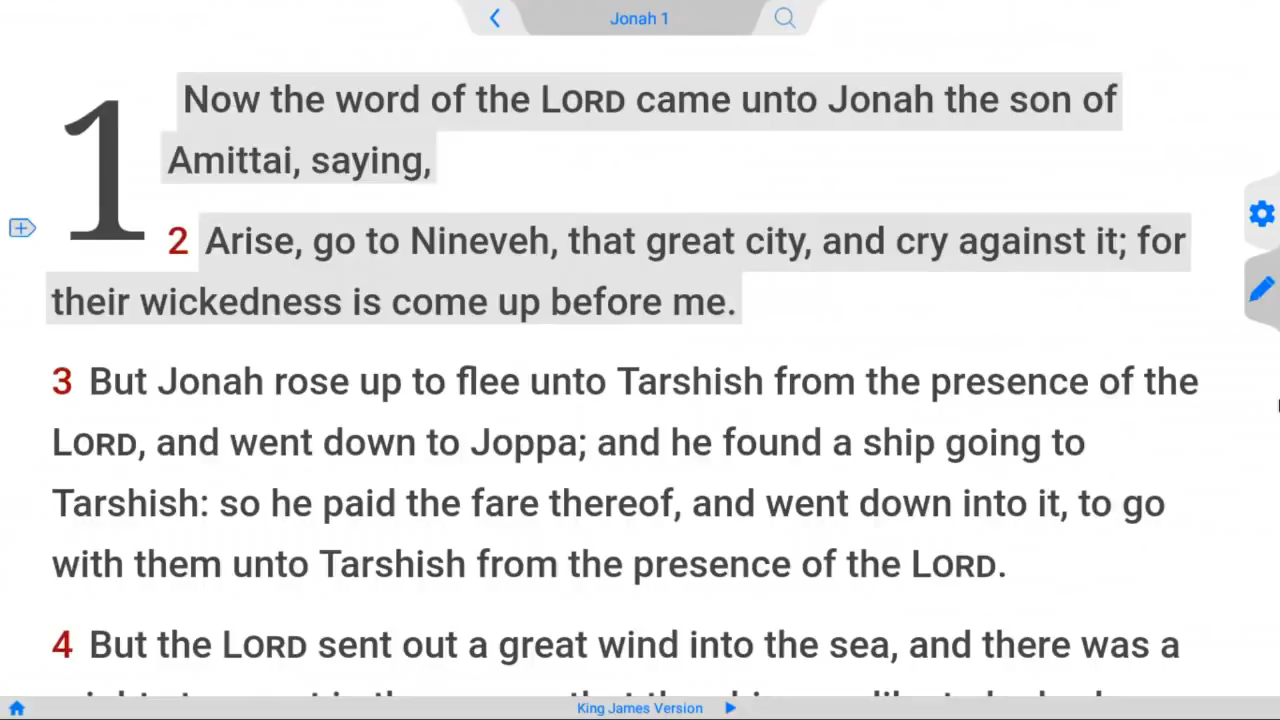 Jonah 1
1 Now the word of the LORD came unto Jonah the son of
Amittai, saying,
2 Arise, go to Nineveh, that great city, and cry against it; for
their wickedness is come up before me.
3 But Jonah rose up to flee unto Tarshish from the presence of the
LORD, and went down to Joppa; and he found a ship going to
Tarshish: so he paid the fare thereof, and went down into it, to go
with them unto Tarshish from the presence of the LORD.
4 But the LORD sent out a great wind into the sea, and there was a
King James Version